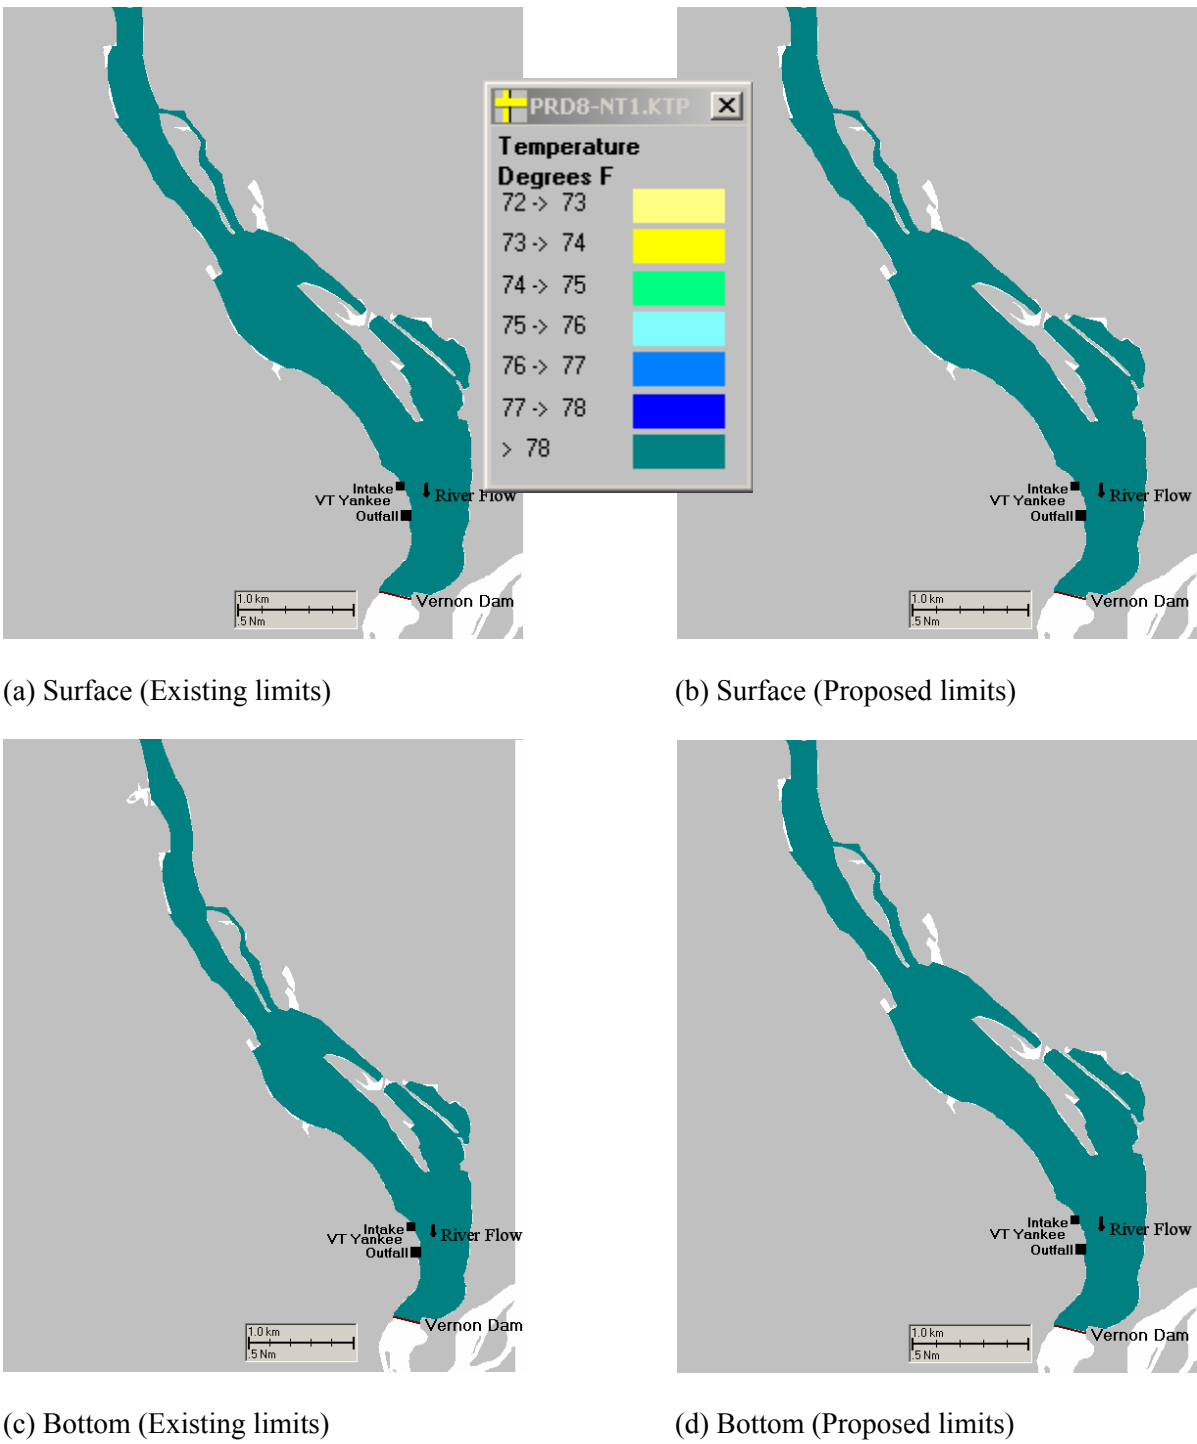 PRD8-NT1.KTP
Temperature
Degrees F
72 -> 73
73 -> 74
74 -> 75
75 -> 76
76 -> 77
77 -> 78
> 78
Intake
VT Yankee
River Flow
Outfall
1.0 km
.5 Nm
Vernon Dam
Intake
VT Yankee
River Flow
Outfall
1.0 km
.5 Nm
Vernon Dam
(a) Surface (Existing limits)
(b) Surface (Proposed limits)
Intake
VT Yankee
River Flow
Outfall
1.0 km
.5 Nm
Vernon Dam
Intake
VT Yankee
River Flow
Outfall
1.0 km
.5 Nm
Vernon Dam
(c) Bottom (Existing limits)
(d) Bottom (Proposed limits)